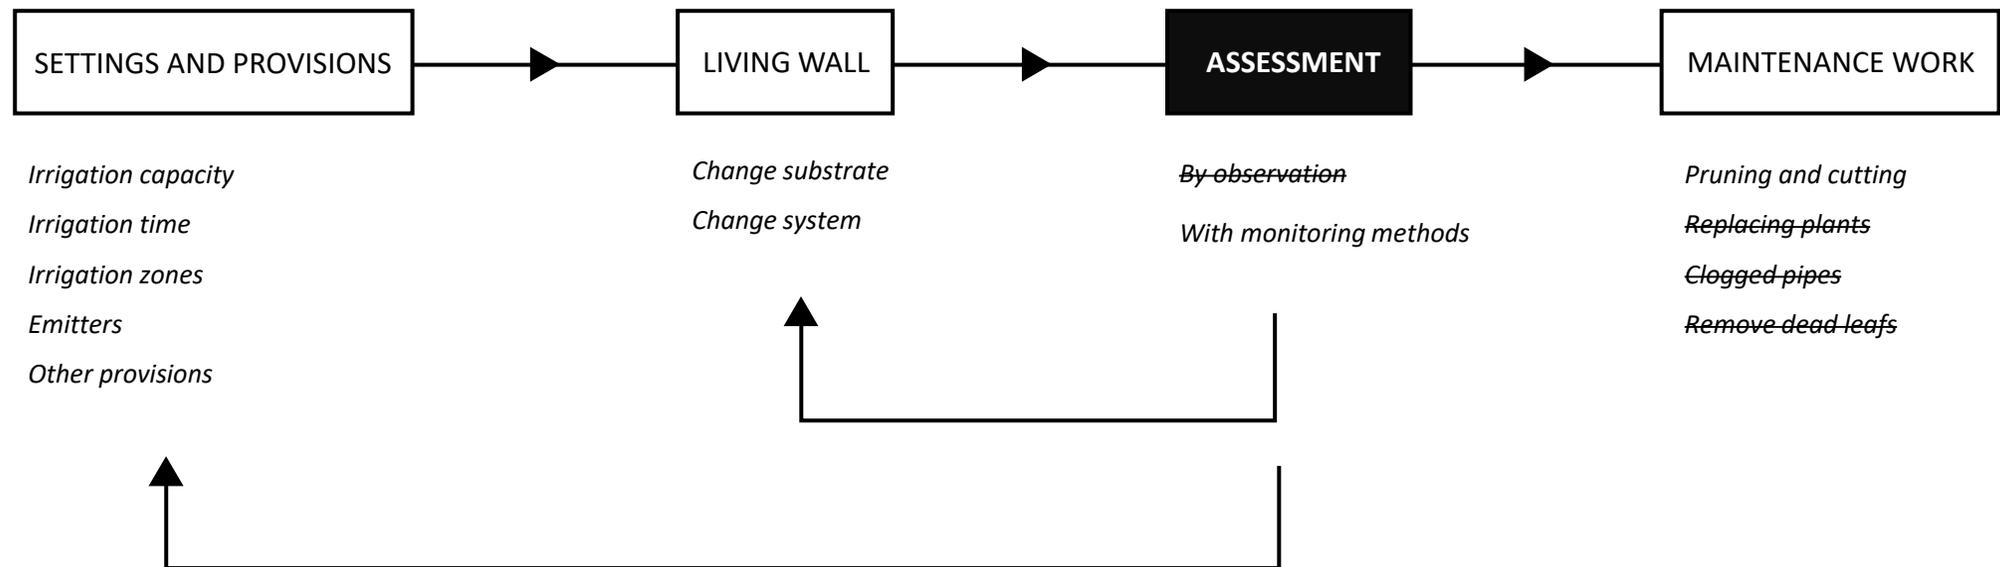 SETTINGS AND PROVISIONS
LIVING WALL
ASSESSMENT
MAINTENANCE WORK
Irrigation capacity
Irrigation time
Irrigation zones
Emitters
Other provisions
Change substrate
Change system
By observation
With monitoring methods
Pruning and cutting
Replacing plants
Clogged pipes
Remove dead leafs